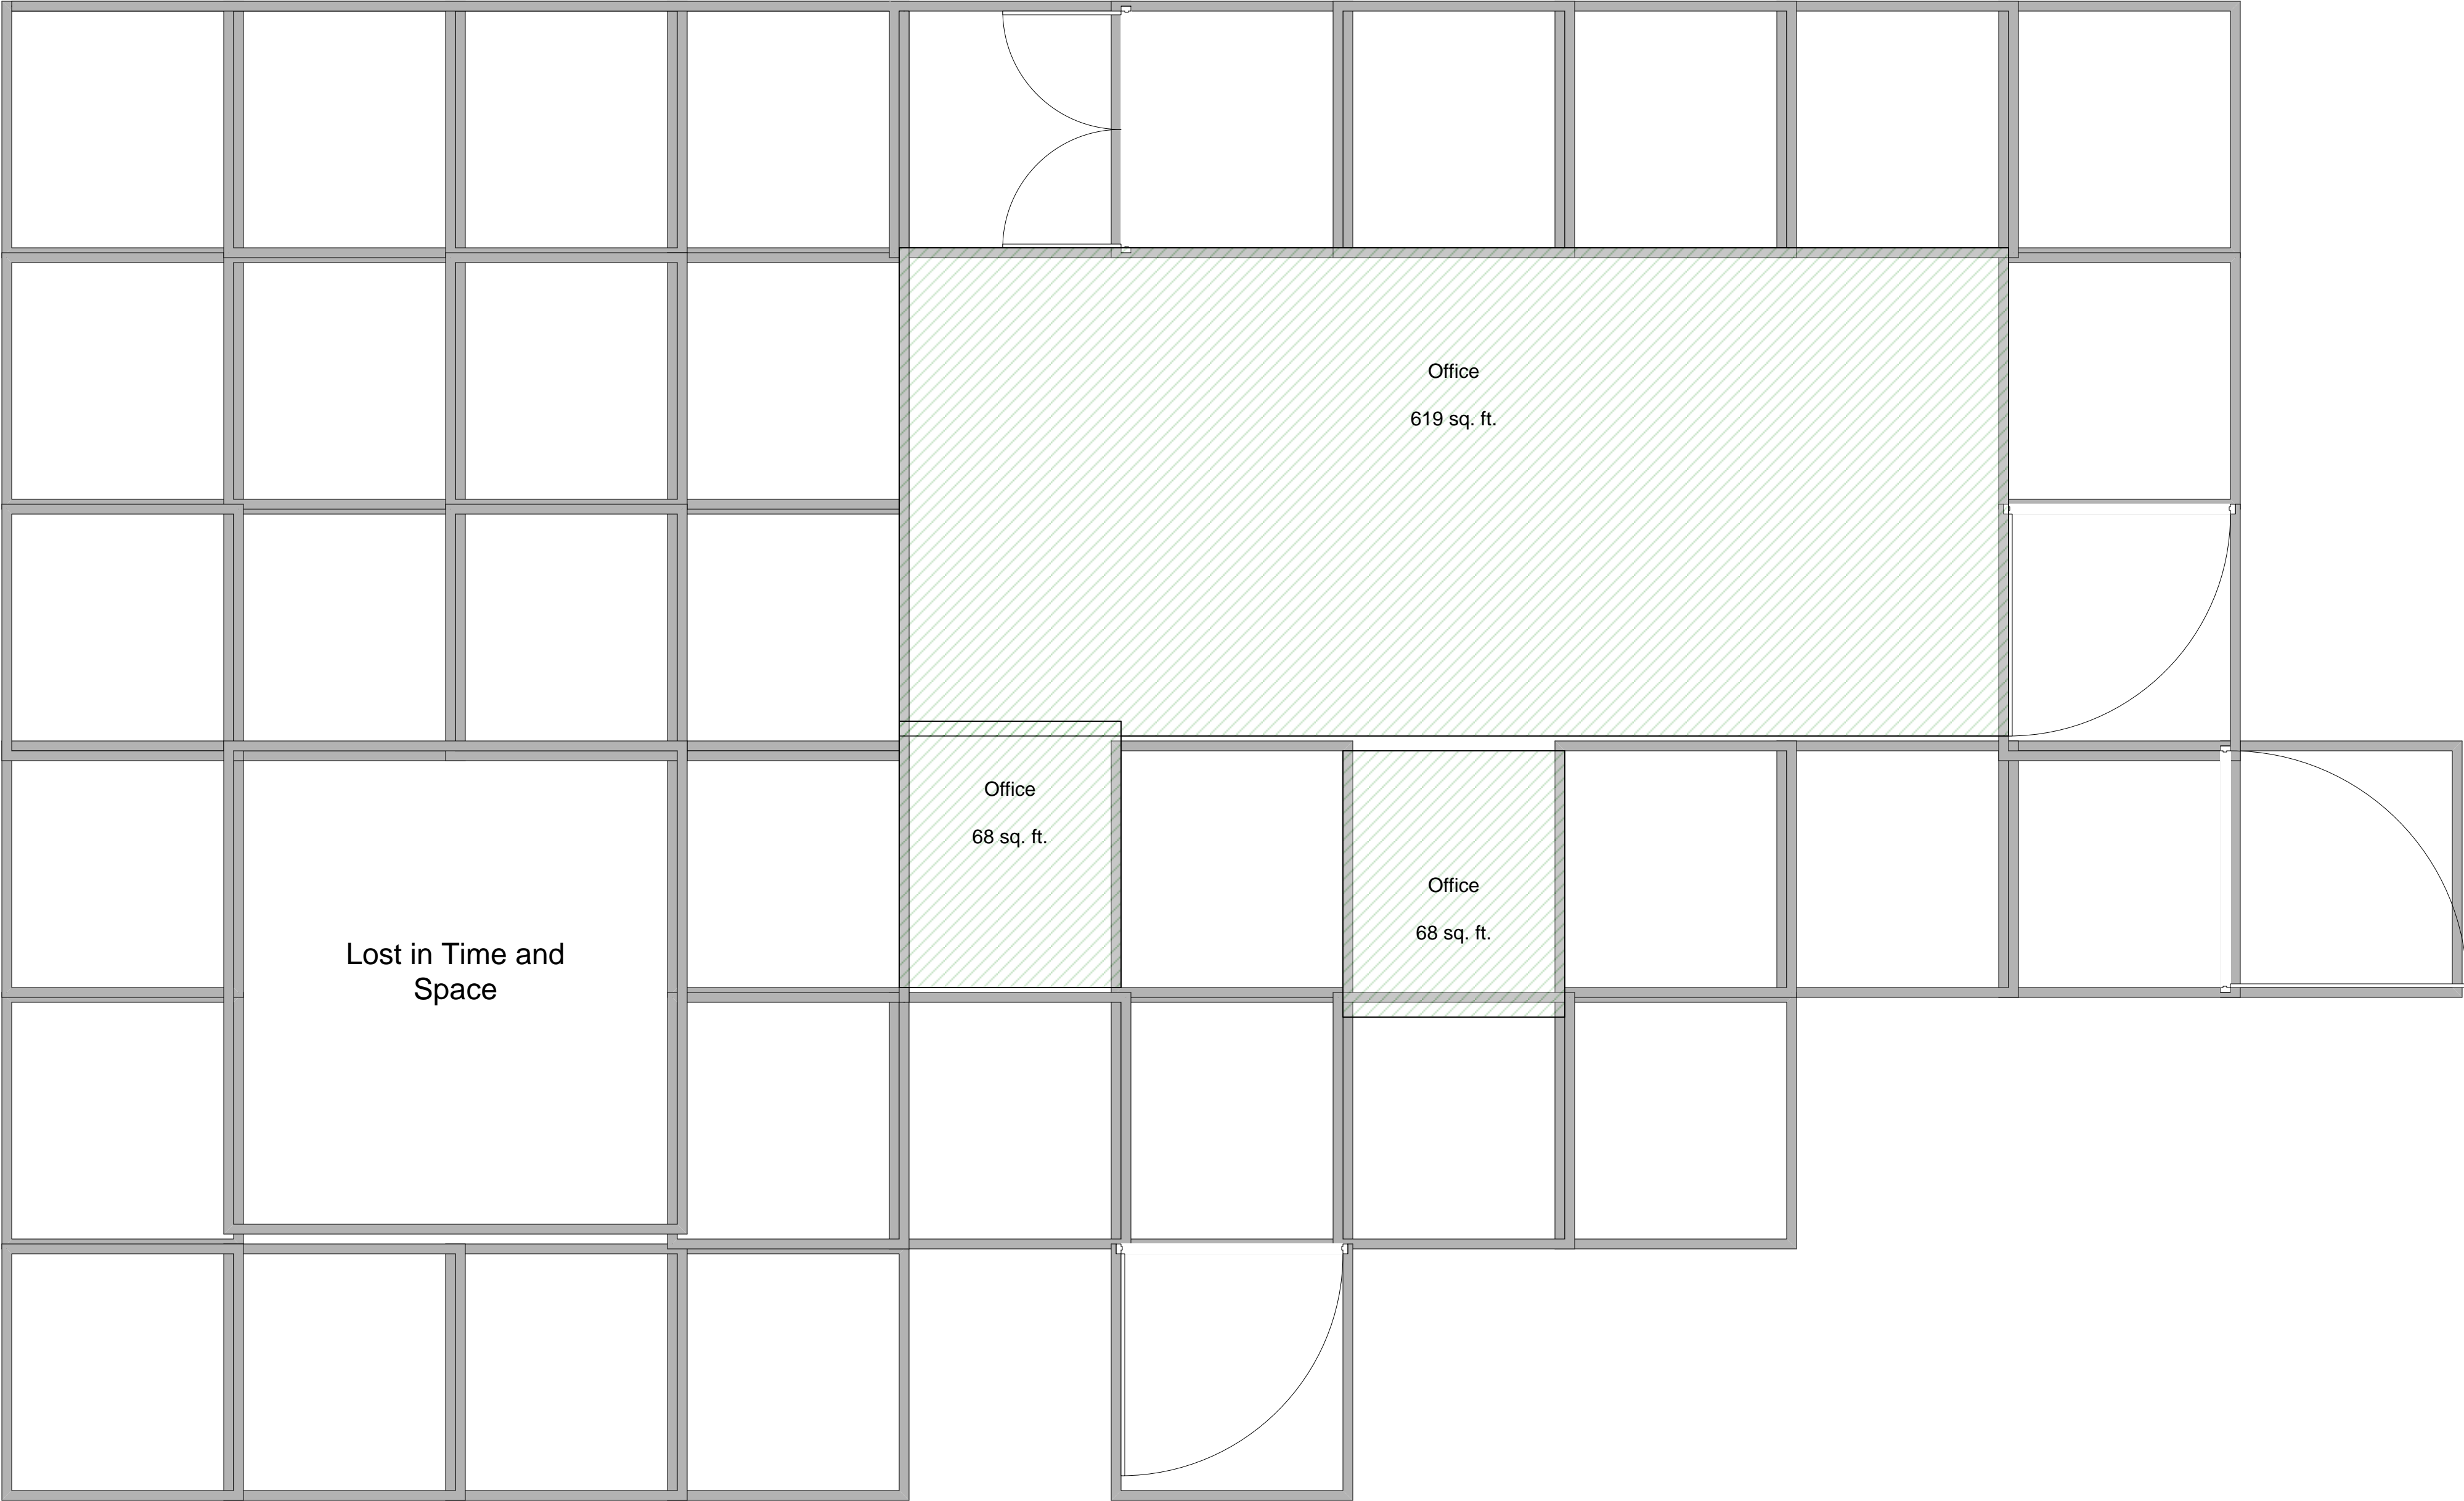 Office
619 sq. ft.
Office
68 sq. ft.
Office
68 sq. ft.
Lost in Time and
Space